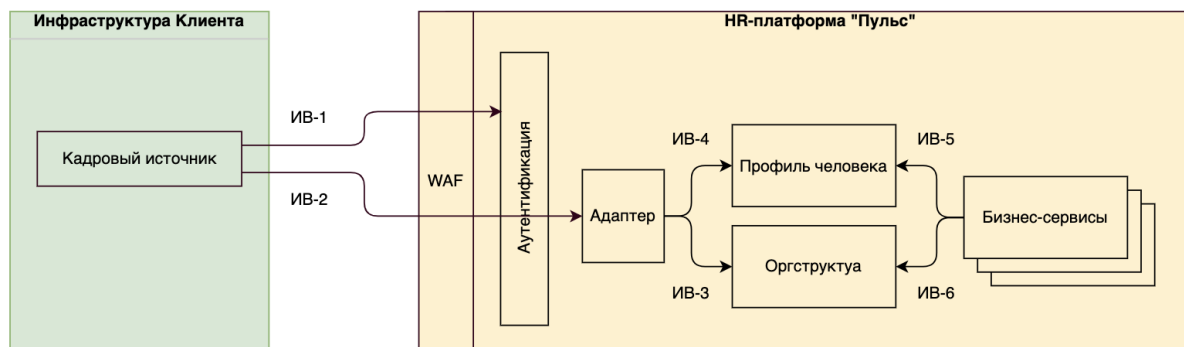 Инфраструктура Клиента
HR-платформа "Пульс"
Кадровый источник
ИВ-1
ИВ-2
WAF
Аутентификация
Адаптер
ИВ-4
ИВ-3
Профиль человека
Оргструктуа
ИВ-5
ИВ-6
Бизнес-сервисы